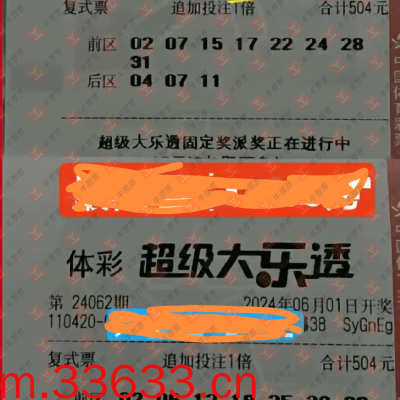 复式票 追加投注1倍 合计504元
前区 02 07 15 17 22 24 28
31
后区 04 07 11
超级大乐透固定奖派奖正在进行中
体彩 超级大乐透
第 24062期 2024年06月01日开奖
110420- 38 SyGnEg
复式票 追加投注1倍 合计504元
m.33633.cn